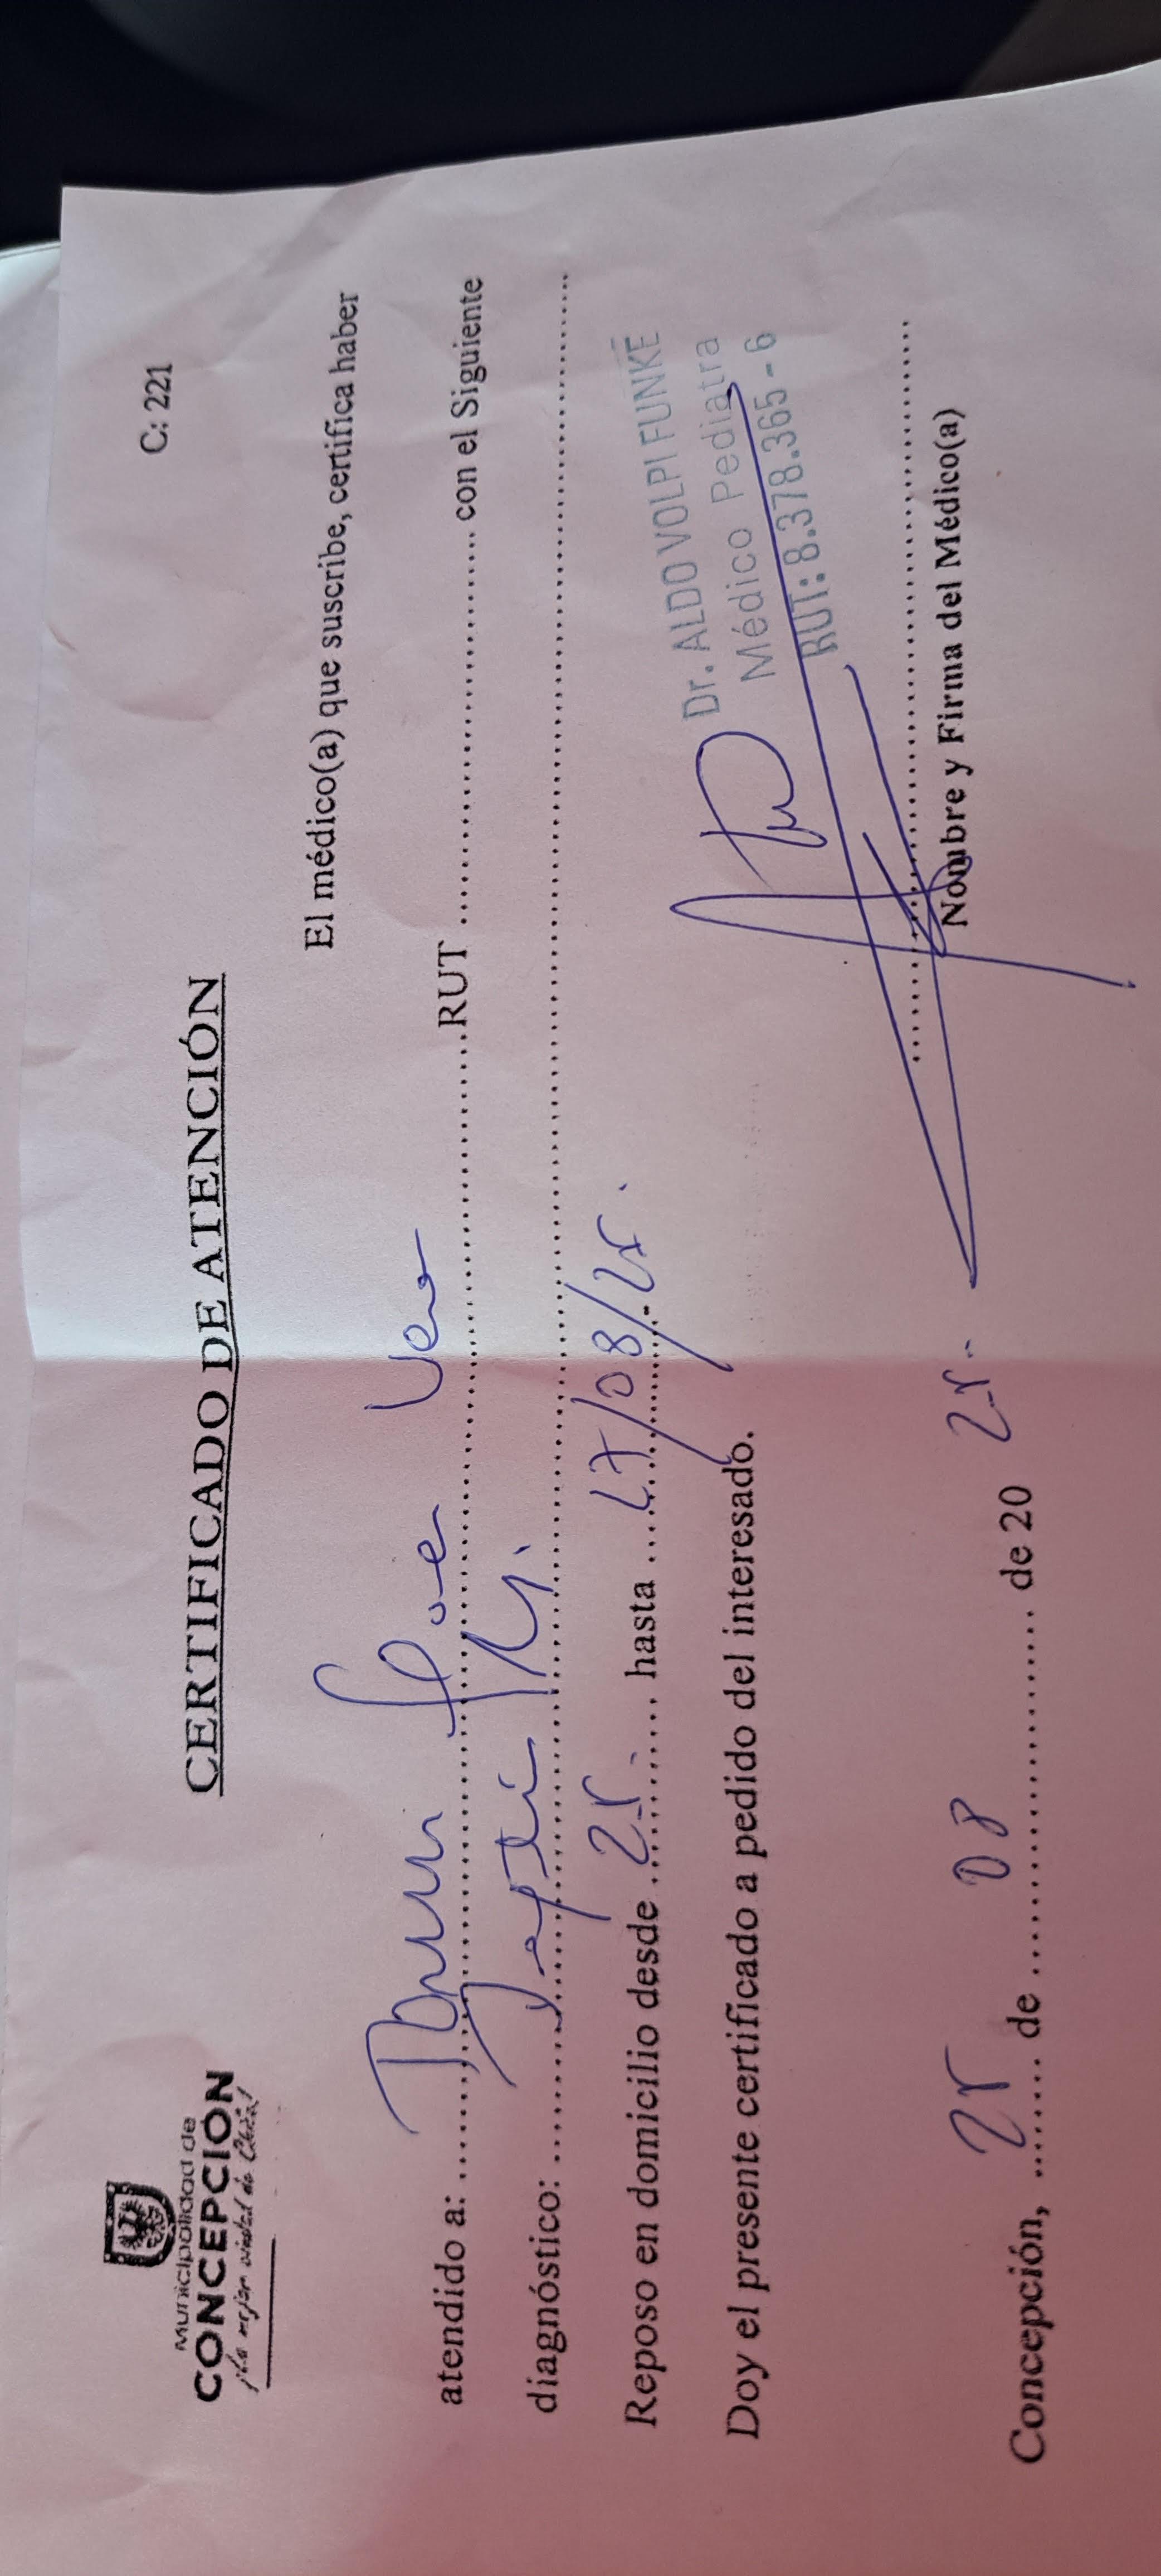 Municipalidad de
CONCEPCIÓN
¡La mejor ciudad de Chile!
C: 221
CERTIFICADO DE ATENCIÓN
El médico(a) que suscribe, certifica haber
atendido a: RUT con el Siguiente
diagnóstico:
Reposo en domicilio desde 25 hasta 27/08/25.
Doy el presente certificado a pedido del interesado.
Dr. ALDO VOLPI FUNKE
Médico Pediatra
RUT: 8.378.365-6
Nombre y Firma del Médico(a)
Concepción, 25 de 08 de 20 25.